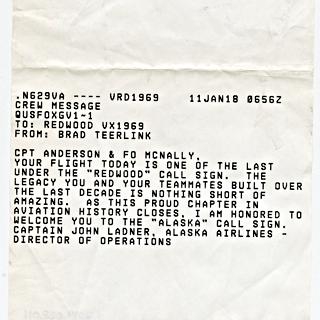 .N629VA ---- VRD1969 11JAN18 0656Z
CREW MESSAGE
QUSFOXGV1~1
TO: REDWOOD VX1969
FROM: BRAD TEERLINK
CPT ANDERSON & FO MCNALLY,
YOUR FLIGHT TODAY IS ONE OF THE LAST
UNDER THE "REDWOOD" CALL SIGN. THE
LEGACY YOU AND YOUR TEAMMATES BUILT OVER
THE LAST DECADE IS NOTHING SHORT OF
AMAZING. AS THIS PROUD CHAPTER IN
AVIATION HISTORY CLOSES, I AM HONORED TO
WELCOME YOU TO THE "ALASKA" CALL SIGN.
CAPTAIN JOHN LADNER, ALASKA AIRLINES -
DIRECTOR OF OPERATIONS